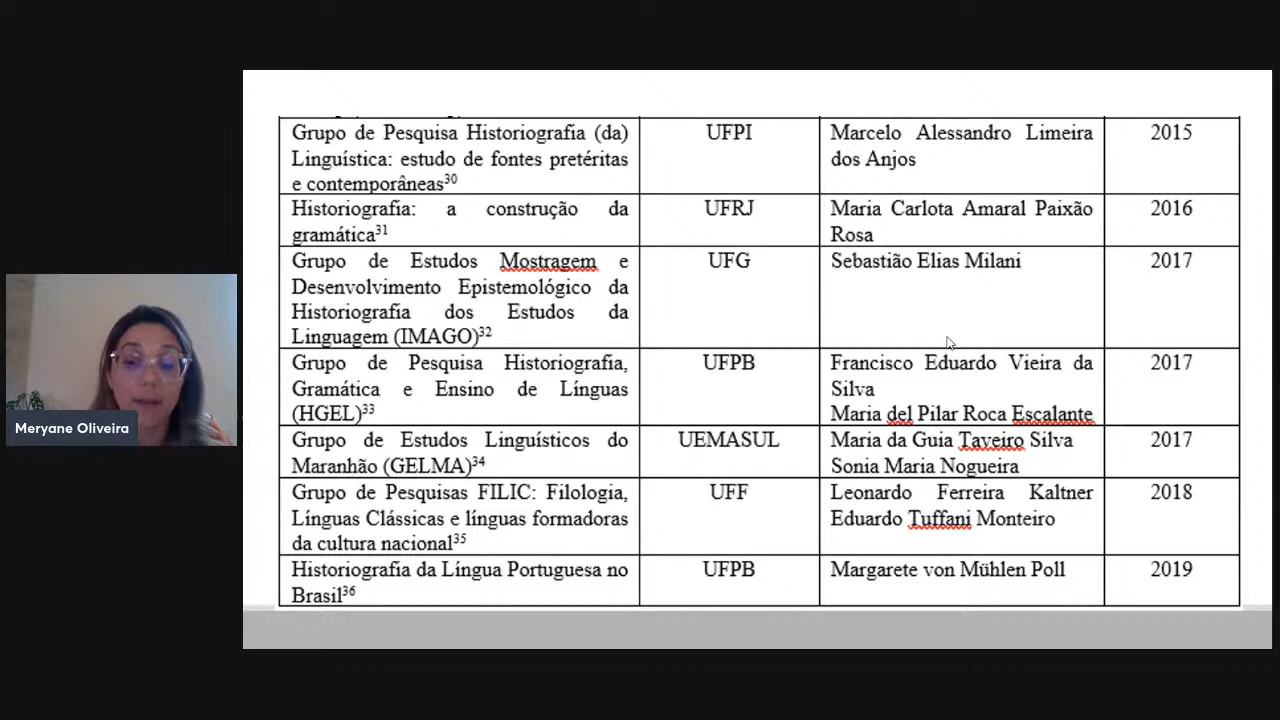 Grupo de Pesquisa Historiografia (da)
Linguística: estudo de fontes pretéritas
e contemporâneas³⁰
UFPI
Marcelo Alessandro Limeira
dos Anjos
2015
Historiografia: a construção da
gramática³¹
UFRJ
Maria Carlota Amaral Paixão
Rosa
2016
Grupo de Estudos Mostragem e
Desenvolvimento Epistemológico da
Historiografia dos Estudos da
Linguagem (IMAGO)³²
UFG
Sebastião Elias Milani
2017
Grupo de Pesquisa Historiografia,
Gramática e Ensino de Línguas
(HGEL)³³
UFPB
Francisco Eduardo Vieira da
Silva
Maria del Pilar Roca Escalante
2017
Grupo de Estudos Linguísticos do
Maranhão (GELMA)³⁴
UEMASUL
Maria da Guia Taveiro Silva
Sonia Maria Nogueira
2017
Grupo de Pesquisas FILIC: Filologia,
Línguas Clássicas e línguas formadoras
da cultura nacional³⁵
UFF
Leonardo Ferreira Kaltner
Eduardo Tuffani Monteiro
2018
Historiografia da Língua Portuguesa no
Brasil³⁶
UFPB
Margarete von Mühlen Poll
2019
Meryane Oliveira